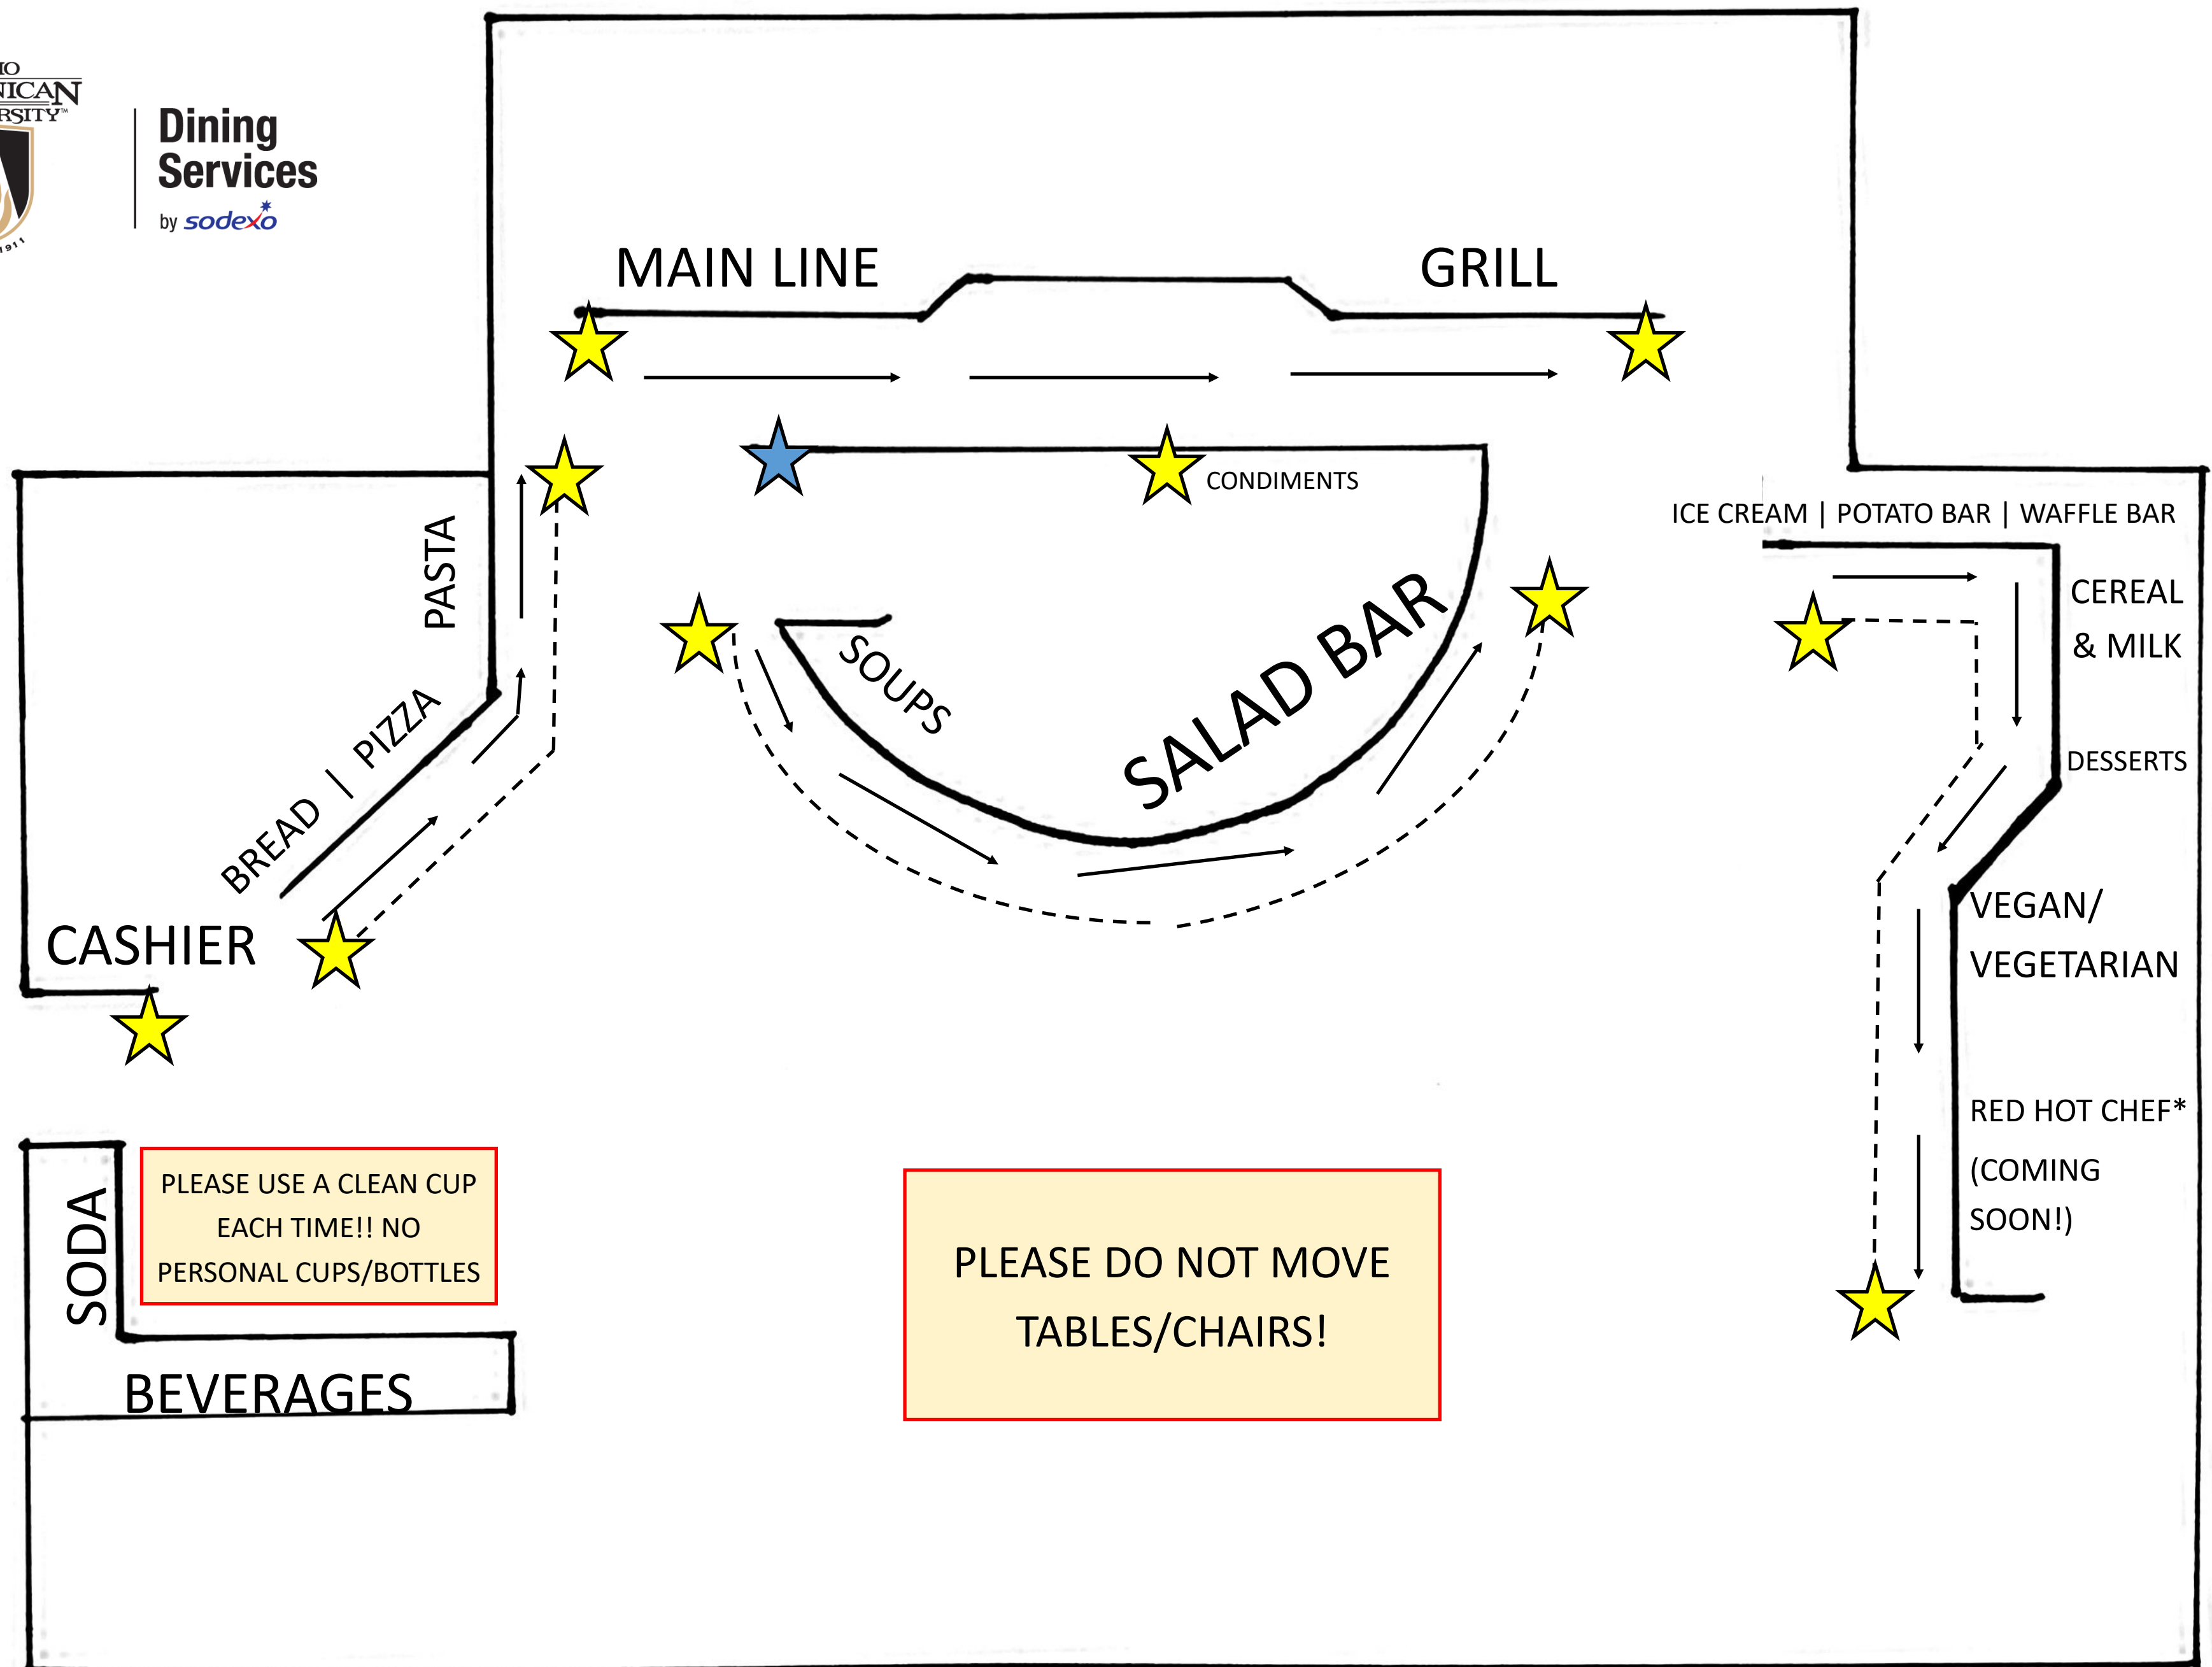 Dining
Services
by sodexo
1911
MAIN LINE
GRILL
CONDIMENTS
ICE CREAM | POTATO BAR | WAFFLE BAR
PASTA
CEREAL
& MILK
SOUPS
SALAD BAR
BREAD | PIZZA
DESSERTS
CASHIER
VEGAN/
VEGETARIAN
RED HOT CHEF*
(COMING
SOON!)
SODA
PLEASE USE A CLEAN CUP
EACH TIME!! NO
PERSONAL CUPS/BOTTLES
PLEASE DO NOT MOVE
TABLES/CHAIRS!
BEVERAGES